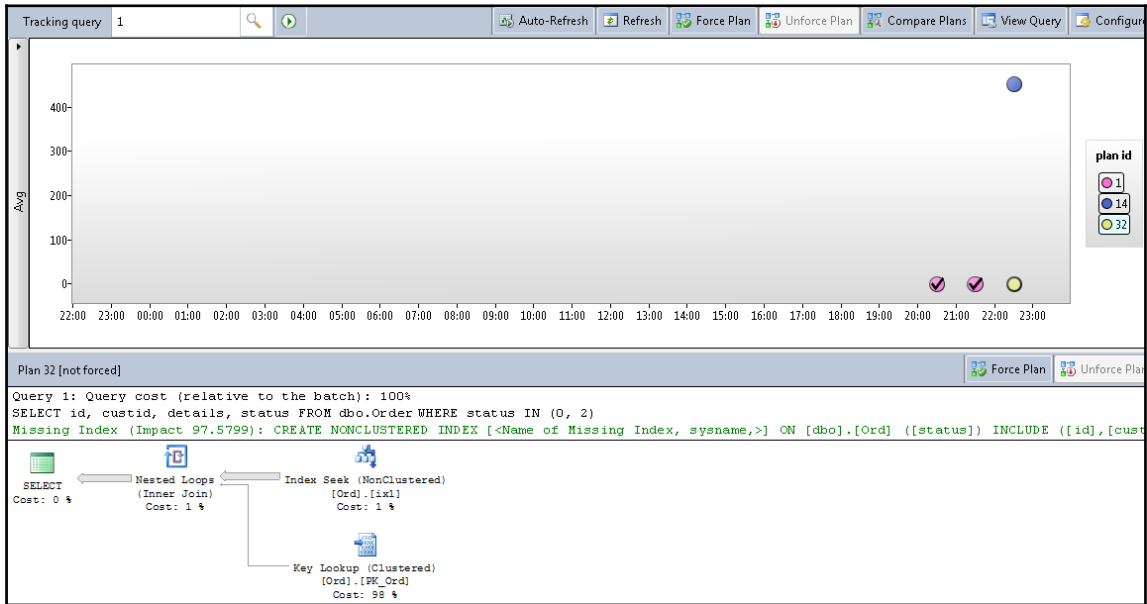 Tracking query 1 Auto-Refresh Refresh Force Plan Unforce Plan Compare Plans View Query Configure
400
300
200
100
0
Avg
22:00 23:00 00:00 01:00 02:00 03:00 04:00 05:00 06:00 07:00 08:00 09:00 10:00 11:00 12:00 13:00 14:00 15:00 16:00 17:00 18:00 19:00 20:00 21:00 22:00 23:00
plan id
1
14
32
Plan 32 [not forced] Force Plan Unforce Plan
Query 1: Query cost (relative to the batch): 100%
SELECT id, custid, details, status FROM dbo.Order WHERE status IN (0, 2)
Missing Index (Impact 97.5799): CREATE NONCLUSTERED INDEX [<Name of Missing Index, sysname,>] ON [dbo].[Ord] ([status]) INCLUDE ([id],[cust
SELECT
Cost: 0 %
Nested Loops
(Inner Join)
Cost: 1 %
Index Seek (NonClustered)
[Ord].[ix1]
Cost: 1 %
Key Lookup (Clustered)
[Ord].[PK_Ord]
Cost: 98 %